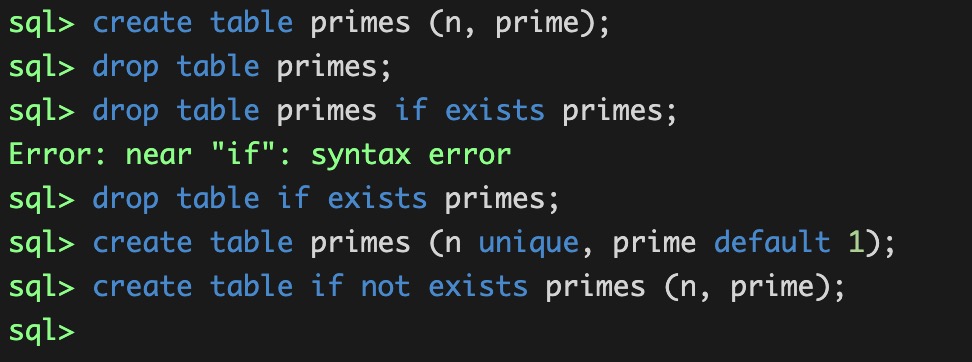 sql> create table primes (n, prime);
sql> drop table primes;
sql> drop table primes if exists primes;
Error: near "if": syntax error
sql> drop table if exists primes;
sql> create table primes (n unique, prime default 1);
sql> create table if not exists primes (n, prime);
sql>